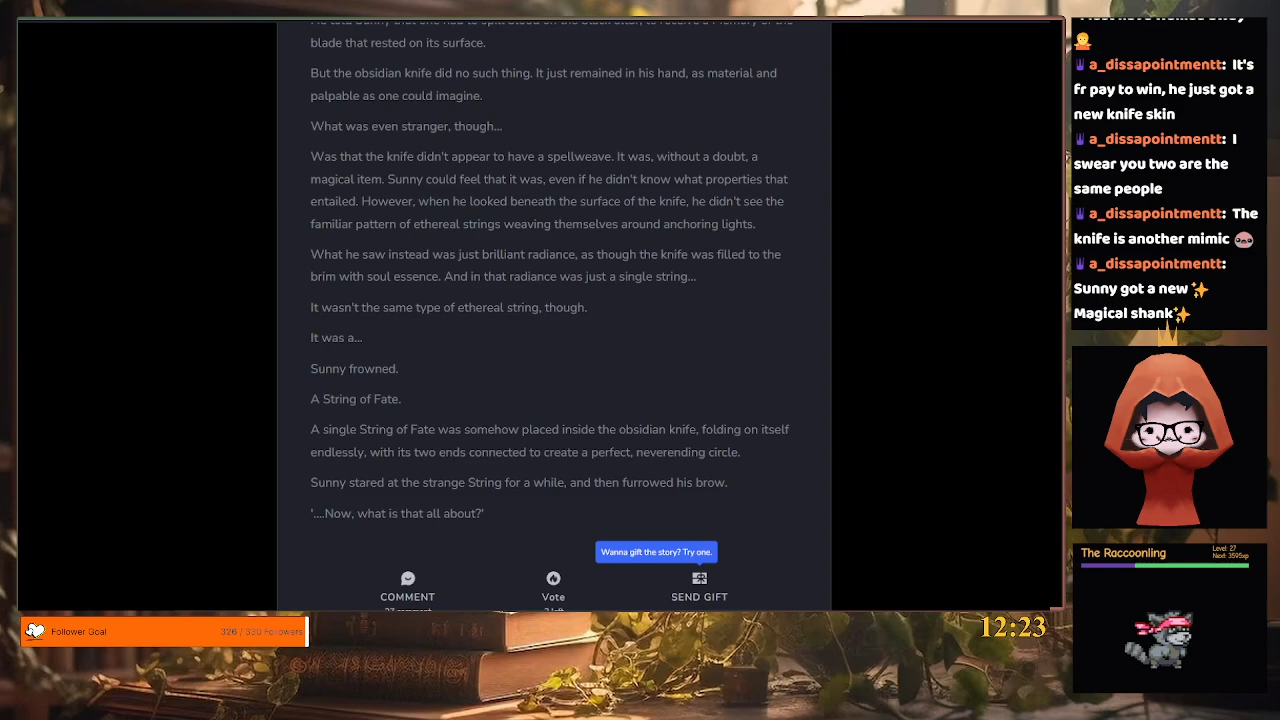 blade that rested on its surface.
But the obsidian knife did no such thing. It just remained in his hand, as material and
palpable as one could imagine.
What was even stranger, though...
Was that the knife didn't appear to have a spellweave. It was, without a doubt, a
magical item. Sunny could feel that it was, even if he didn't know what properties that
entailed. However, when he looked beneath the surface of the knife, he didn't see the
familiar pattern of ethereal strings weaving themselves around anchoring lights.
What he saw instead was just brilliant radiance, as though the knife was filled to the
brim with soul essence. And in that radiance was just a single string...
It wasn't the same type of ethereal string, though.
It was a...
Sunny frowned.
A String of Fate.
A single String of Fate was somehow placed inside the obsidian knife, folding on itself
endlessly, with its two ends connected to create a perfect, neverending circle.
Sunny stared at the strange String for a while, and then furrowed his brow.
'....Now, what is that all about?'
Wanna gift the story? Try one.
COMMENT
Vote
SEND GIFT
a_dissapointmentt: It's
fr pay to win, he just got a
new knife skin
a_dissapointmentt: I
swear you two are the
same people
a_dissapointmentt: The
knife is another mimic
a_dissapointmentt:
Sunny got a new ✨
Magical shank✨
The Raccoonling
Level: 27
Next: 3595xp
Follower Goal
326 / 330 Followers
12:23